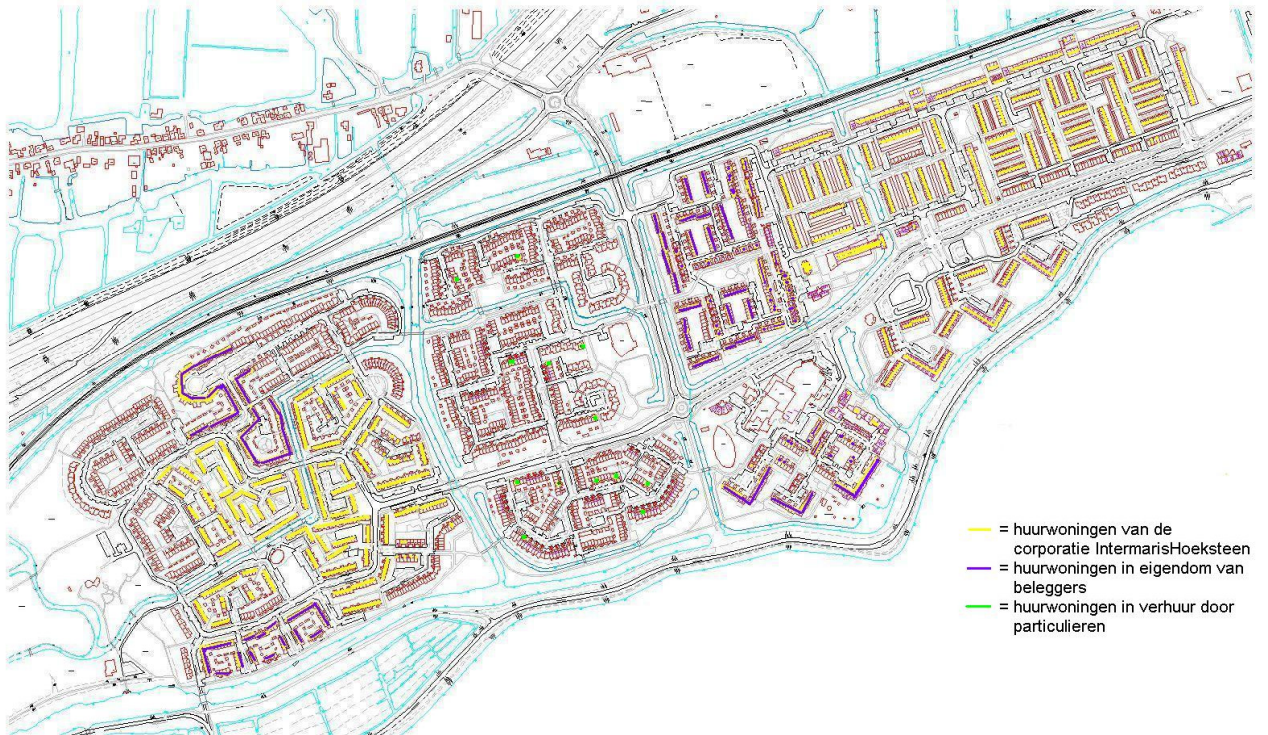 = huurwoningen van de
corporatie IntermarisHoeksteen
= huurwoningen in eigendom van
beleggers
= huurwoningen in verhuur door
particulieren